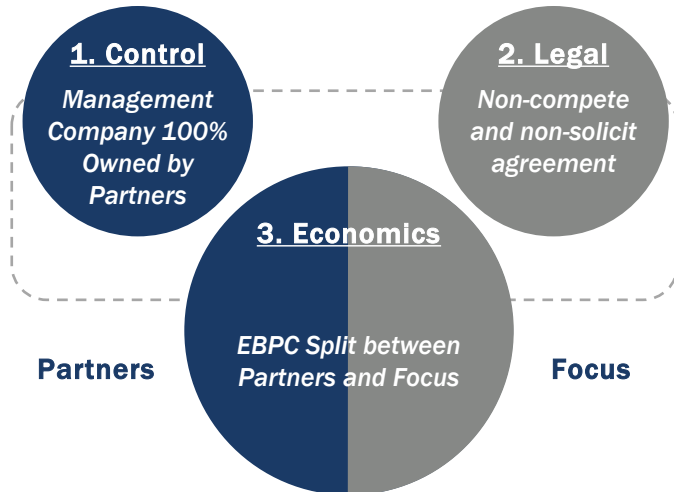 1. Control
Management
Company 100%
Owned by
Partners
2. Legal
Non-compete
and non-solicit
agreement
3. Economics
EBPC Split between
Partners and Focus
Partners
Focus